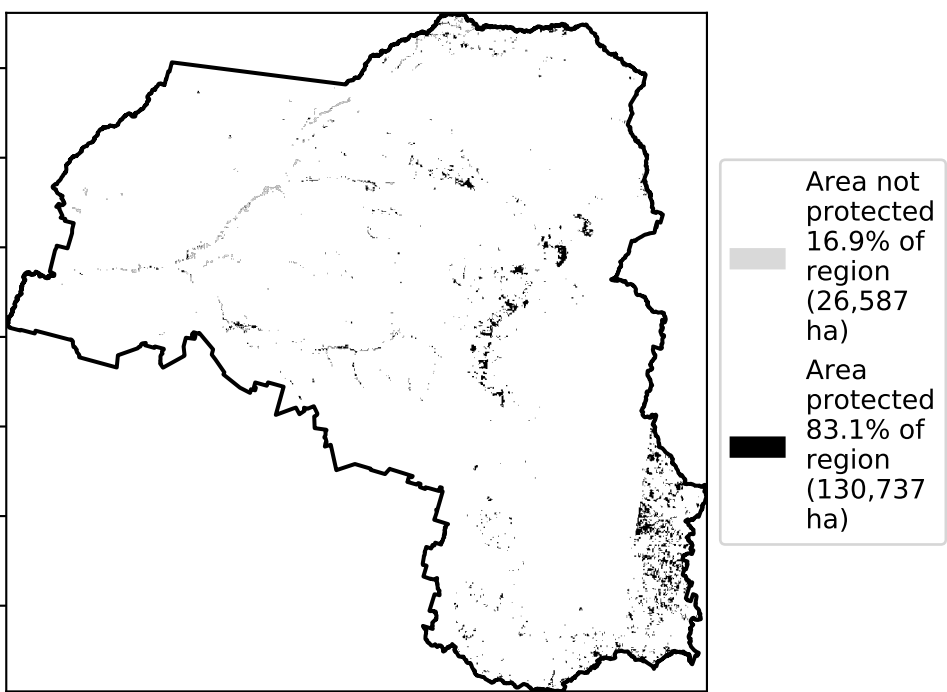 Area not
protected
16.9% of
region
(26,587
ha)
Area
protected
83.1% of
region
(130,737
ha)